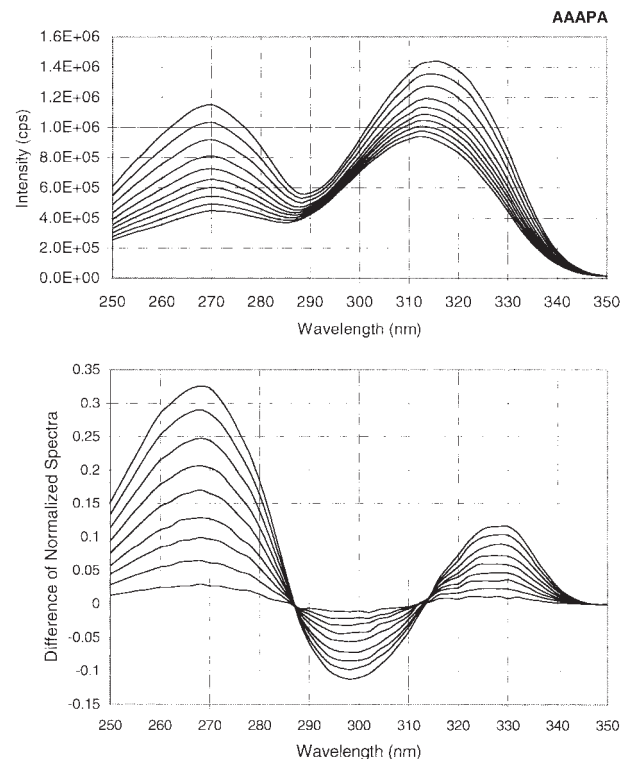 AAAPA
1.6E+06
1.4E+06
1.2E+06
1.0E+06
8.0E+05
6.0E+05
4.0E+05
2.0E+05
0.0E+00
Intensity (cps)
250 260 270 280 290 300 310 320 330 340 350
Wavelength (nm)
0.35
0.3
0.25
0.2
0.15
0.1
0.05
0
-0.05
-0.1
-0.15
Difference of Normalized Spectra
250 260 270 280 290 300 310 320 330 340 350
Wavelength (nm)